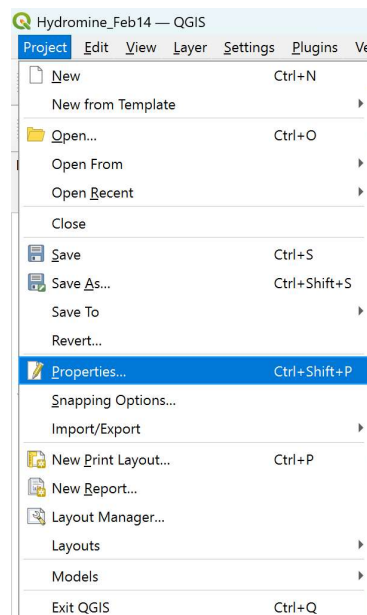 Hydromine_Feb14 — QGIS
Project Edit View Layer Settings Plugins Ve
New Ctrl+N
New from Template
Open... Ctrl+O
Open From
Open Recent
Close
Save Ctrl+S
Save As... Ctrl+Shift+S
Save To
Revert...
Properties... Ctrl+Shift+P
Snapping Options...
Import/Export
New Print Layout... Ctrl+P
New Report...
Layout Manager...
Layouts
Models
Exit QGIS Ctrl+Q